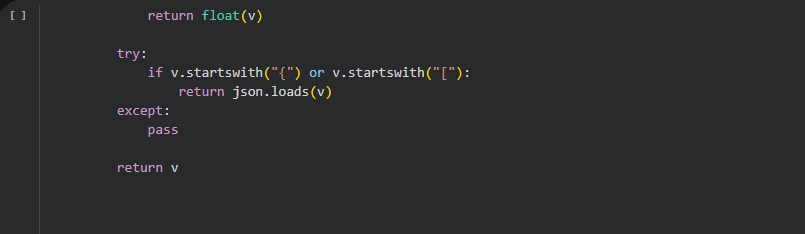 [ ]
return float(v)
try:
if v.startswith("{") or v.startswith("["):
return json.loads(v)
except:
pass
return v